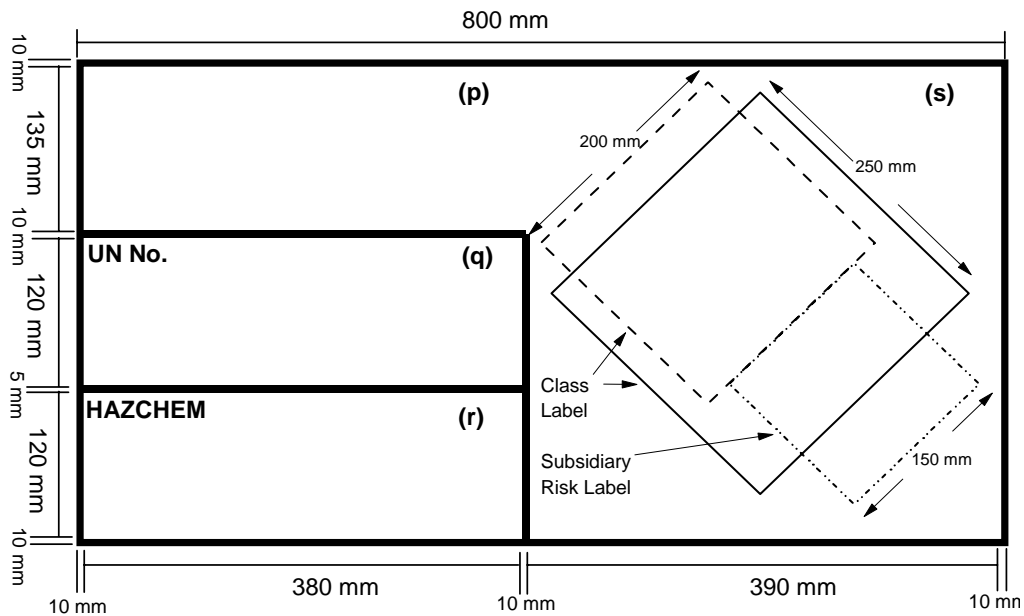 800 mm
10 mm
(p)
(s)
135 mm
200 mm
250 mm
10 mm
UN No.
(q)
120 mm
5 mm
HAZCHEM
(r)
Class
Label
120 mm
Subsidiary
Risk Label
150 mm
10 mm
380 mm
390 mm
10 mm
10 mm
10 mm